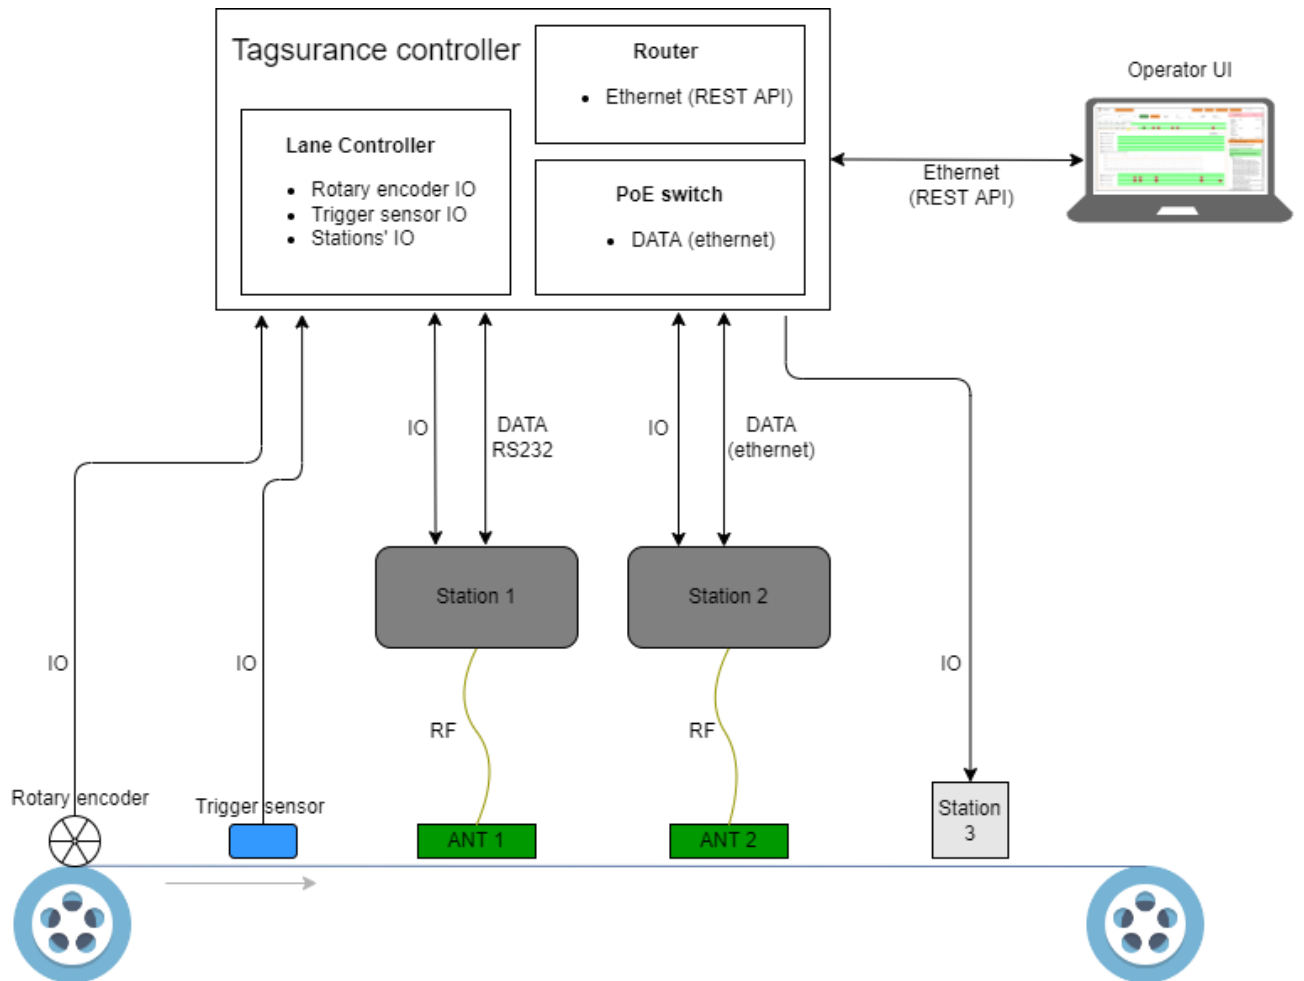 Tagsurance controller
Router
• Ethernet (REST API)
Operator UI
Lane Controller
• Rotary encoder IO
• Trigger sensor IO
• Stations' IO
PoE switch
• DATA (ethernet)
Ethernet
(REST API)
IO
DATA
RS232
IO
DATA
(ethernet)
Station 1
Station 2
IO
IO
IO
RF
RF
Rotary encoder
Trigger sensor
ANT 1
ANT 2
Station
3